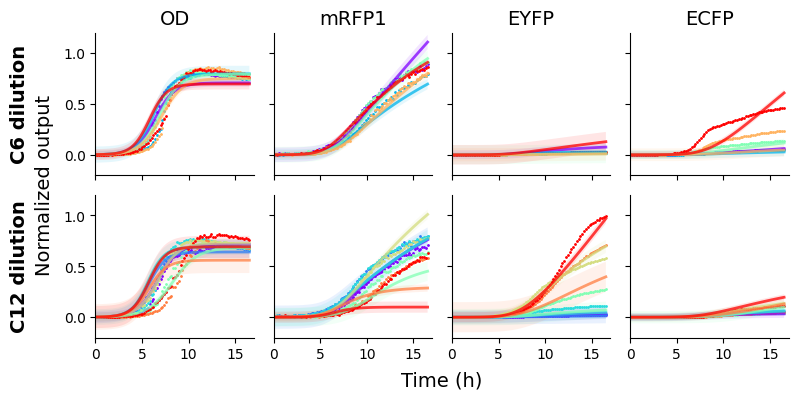 OD mRFP1 EYFP ECFP
C6 dilution
C12 dilution
Normalized output
1.0
0.5
0.0
1.0
0.5
0.0
0 5 10 15 0 5 10 15 0 5 10 15 0 5 10 15
Time (h)